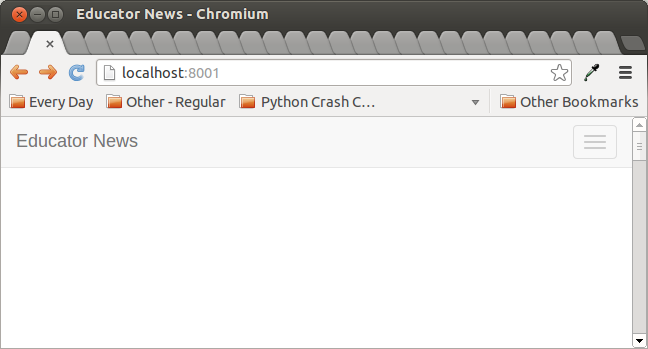 Educator News - Chromium
localhost:8001
Every Day Other - Regular Python Crash C... Other Bookmarks
Educator News